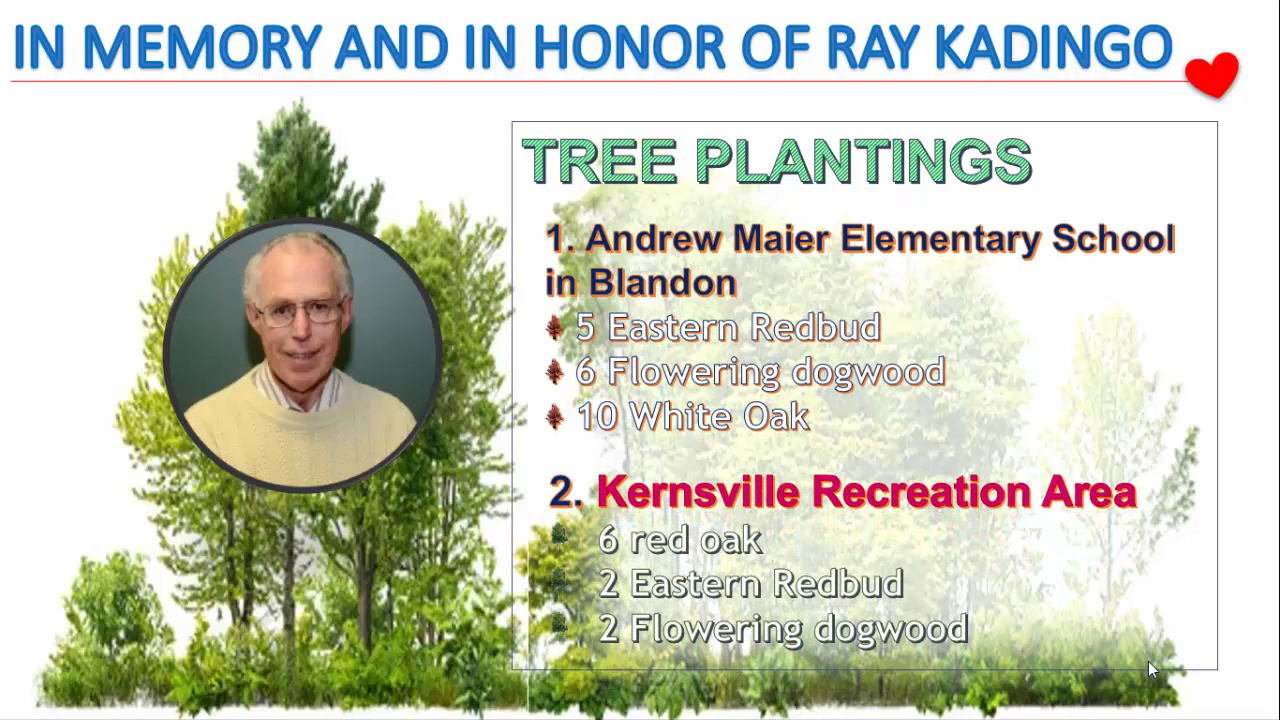 IN MEMORY AND IN HONOR OF RAY KADINGO
TREE PLANTINGS
1. Andrew Maier Elementary School
in Blandon
5 Eastern Redbud
6 Flowering dogwood
10 White Oak
2. Kernsville Recreation Area
6 red oak
2 Eastern Redbud
2 Flowering dogwood